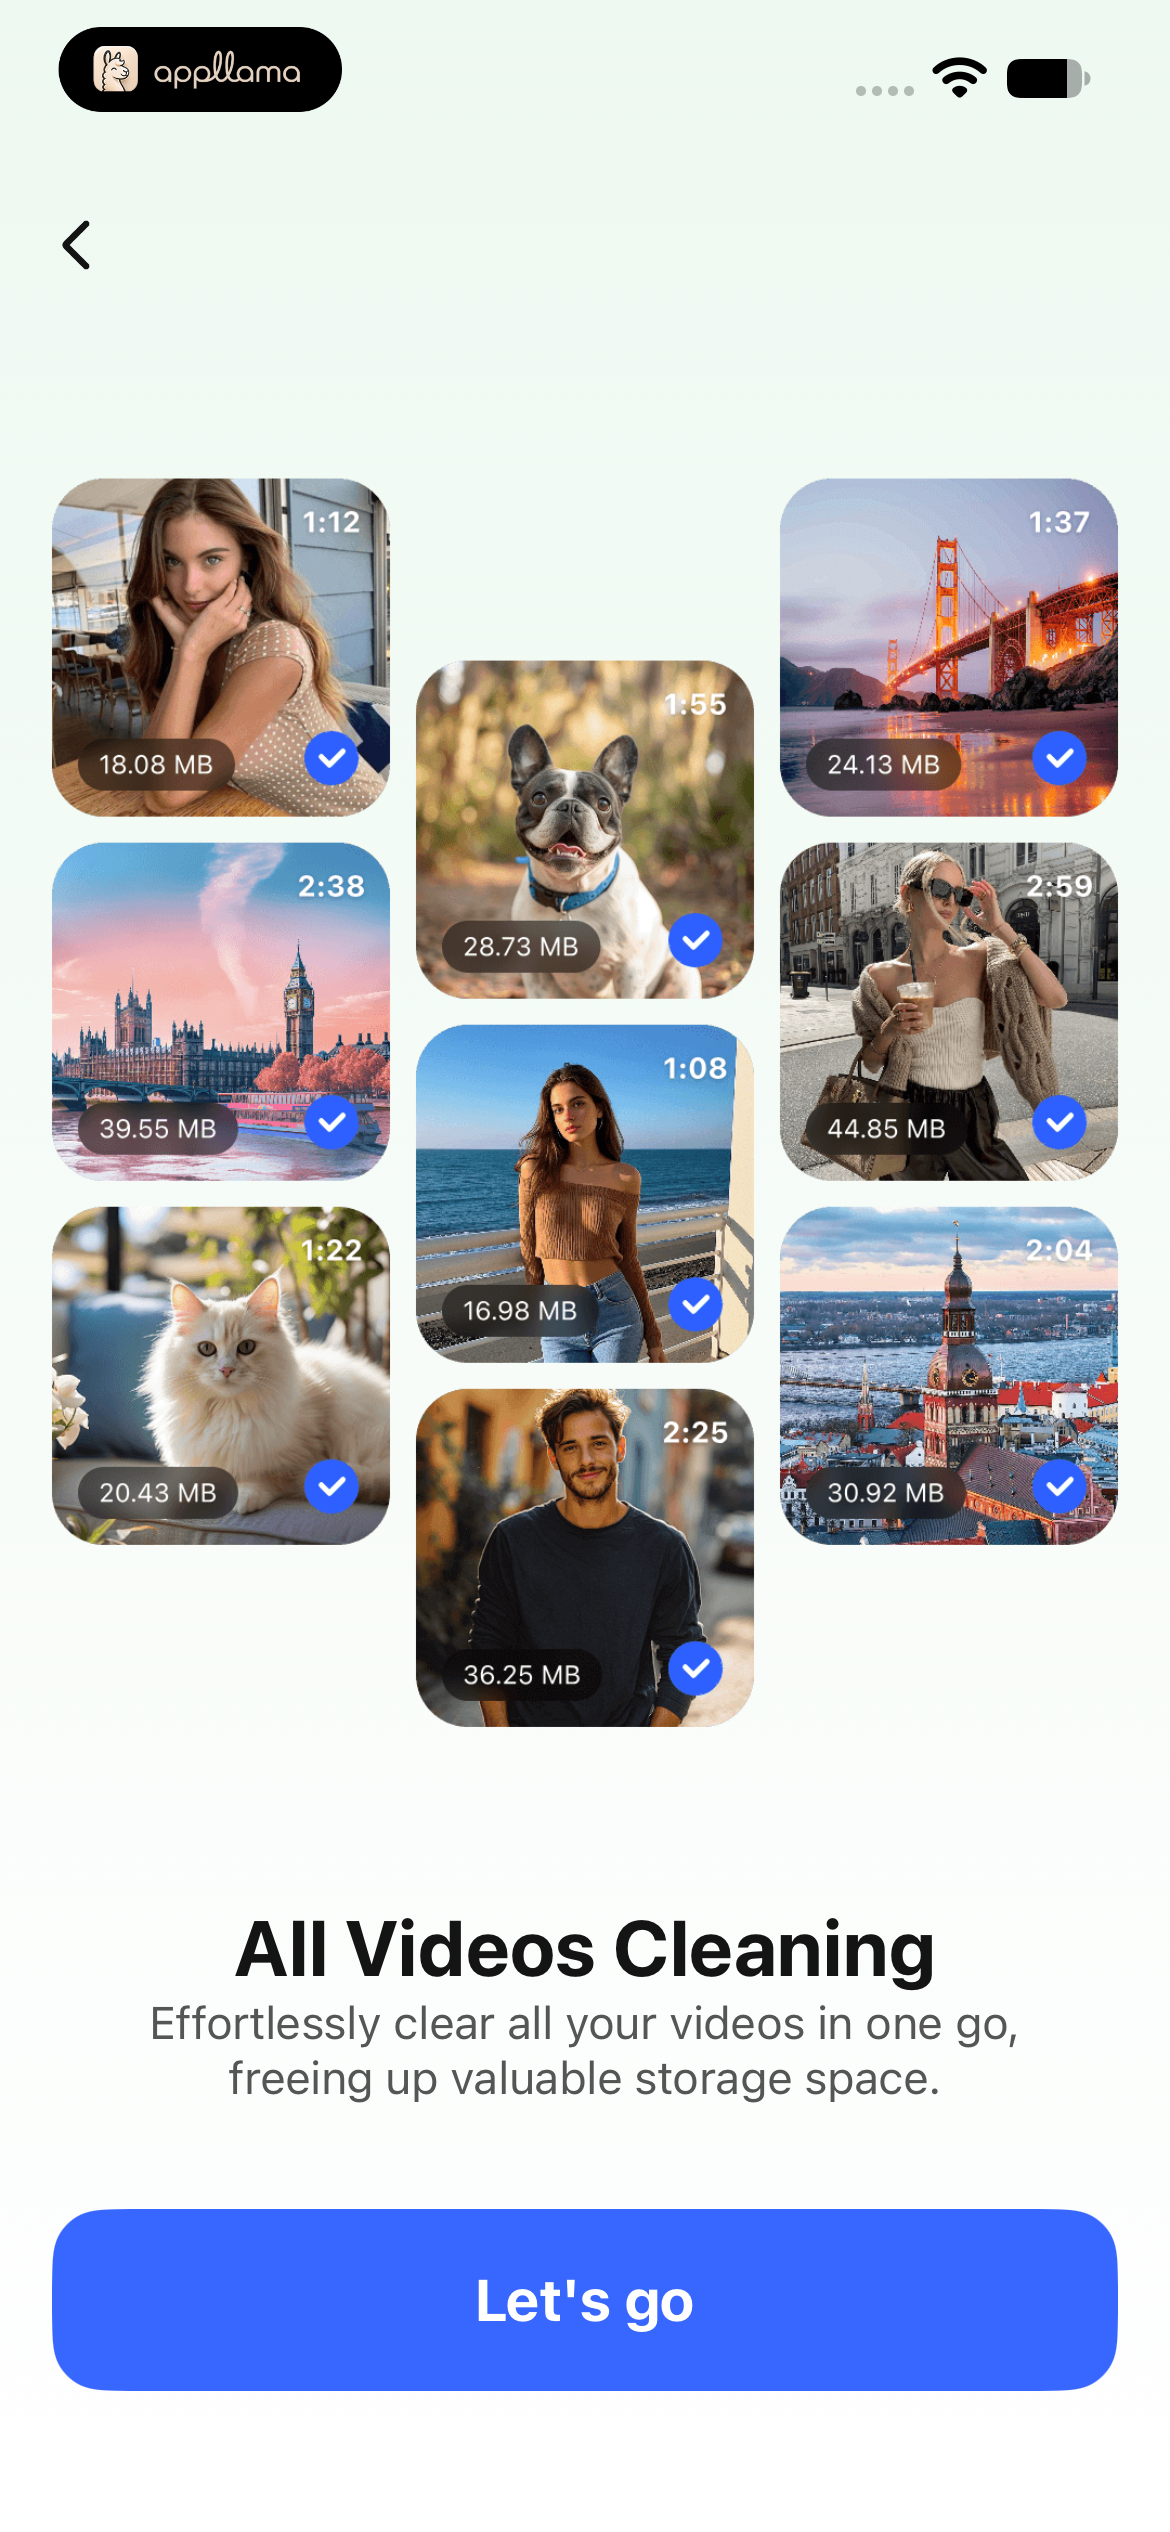 appllama
1:12
18.08 MB
1:37
24.13 MB
1:55
28.73 MB
2:38
39.55 MB
2:59
44.85 MB
1:08
16.98 MB
1:22
20.43 MB
2:04
30.92 MB
2:25
36.25 MB
All Videos Cleaning
Effortlessly clear all your videos in one go,
freeing up valuable storage space.
Let's go